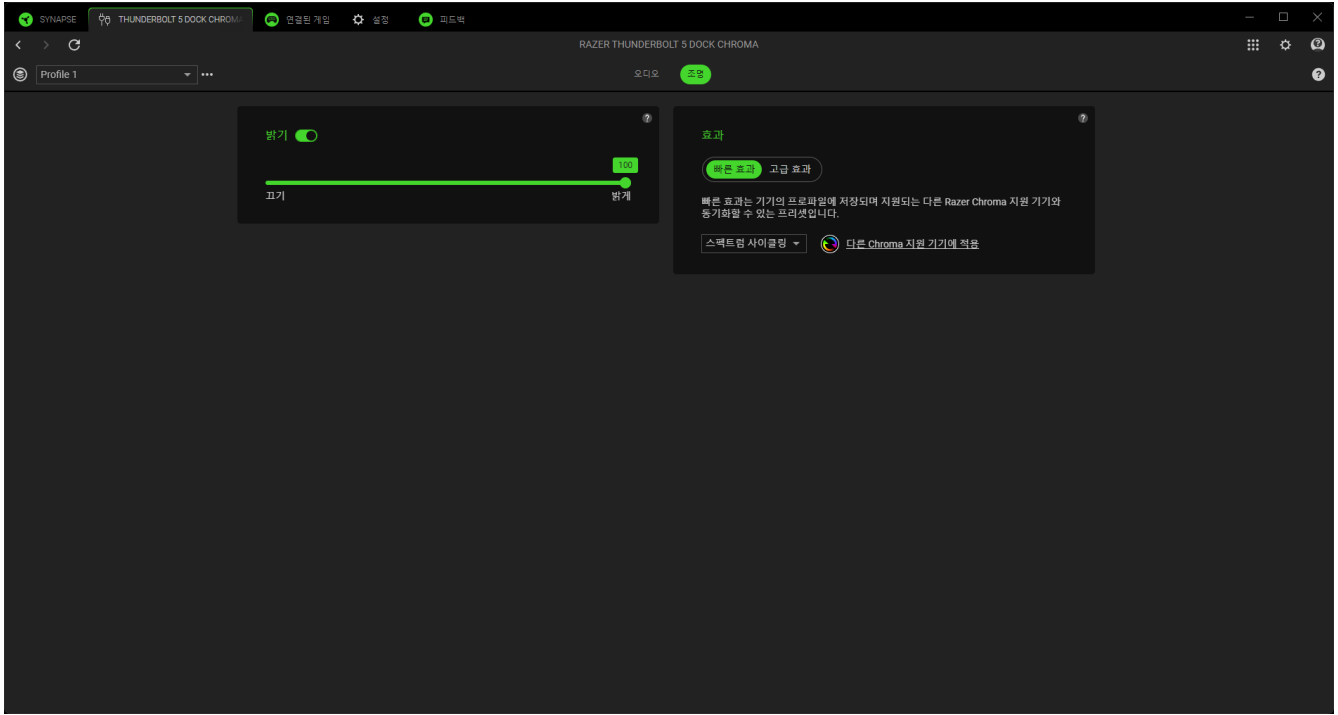 SYNAPSE
THUNDERBOLT 5 DOCK CHROMA
연결된 게임
설정
피드백
RAZER THUNDERBOLT 5 DOCK CHROMA
Profile 1
오디오
조명
밝기
100
끄기
밝게
효과
빠른 효과
고급 효과
빠른 효과는 기기의 프로파일에 저장되며 지원되는 다른 Razer Chroma 지원 기기와
동기화할 수 있는 프리셋입니다.
스팩트럼 사이클링
다른 Chroma 지원 기기에 적용